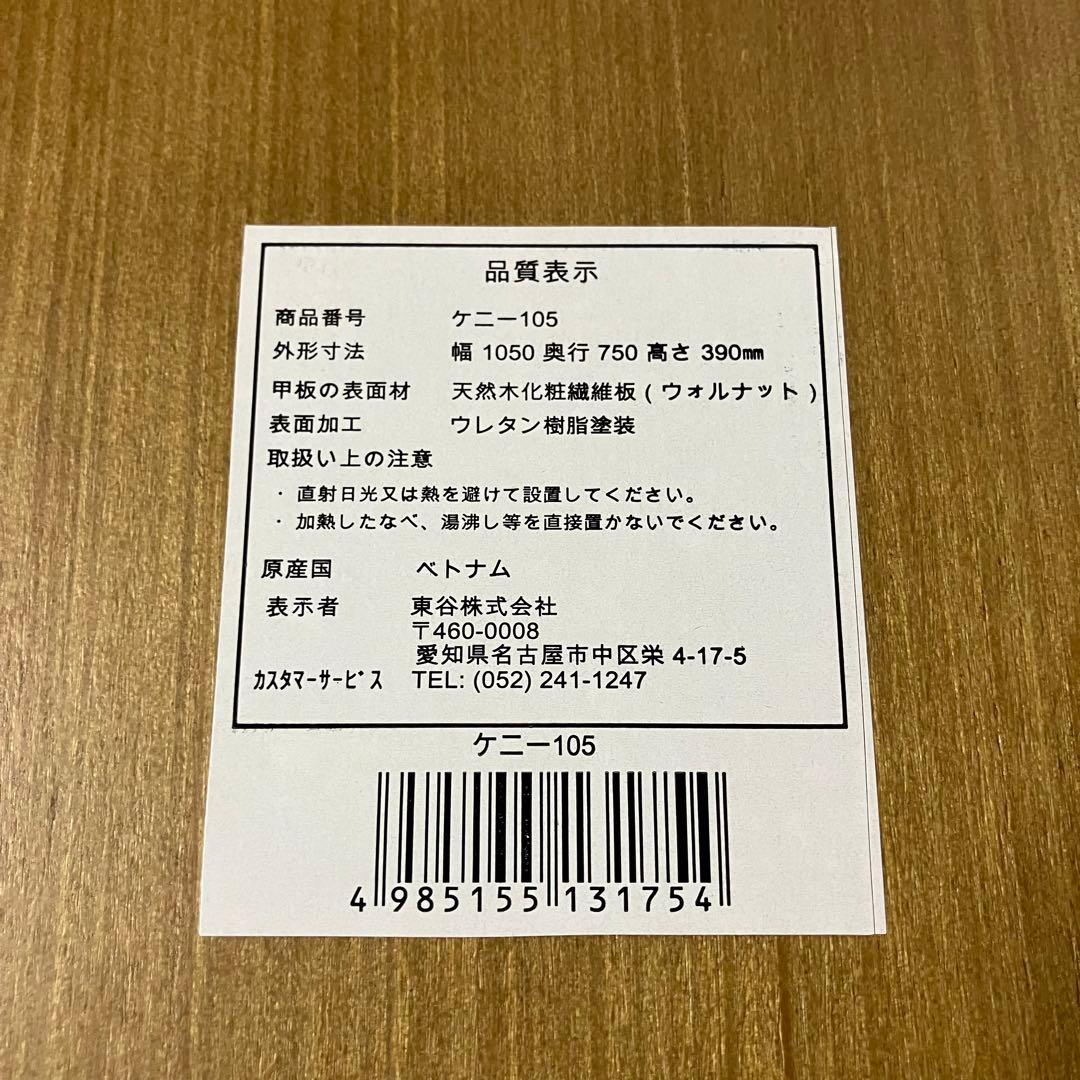 品質表示
商品番号 ケニー105
外形寸法 幅 1050 奥行 750 高さ 390㎜
甲板の表面材 天然木化粧繊維板 ( ウォルナット )
表面加工 ウレタン樹脂塗装
取扱い上の注意
・ 直射日光又は熱を避けて設置してください。
・ 加熱したなべ、湯沸し等を直接置かないでください。
原産国 ベトナム
表示者 東谷株式会社
〒460-0008
愛知県名古屋市中区栄 4-17-5
ｶｽﾀﾏｰｻｰﾋﾞｽ TEL: (052) 241-1247
ケニー105
4 985155 131754